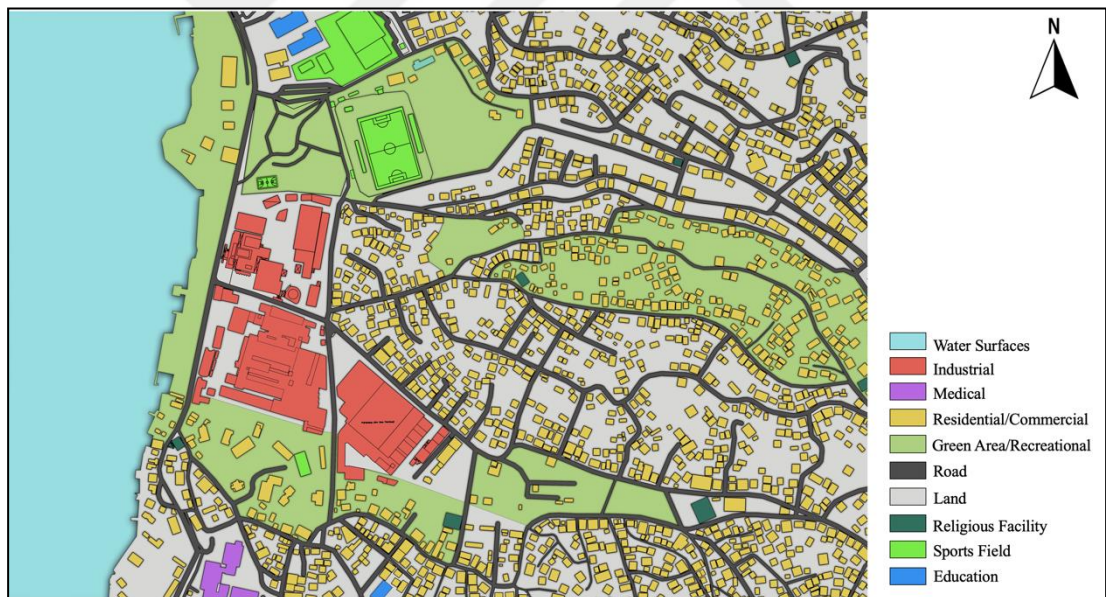 N
Water Surfaces
Industrial
Medical
Residential/Commercial
Green Area/Recreational
Road
Land
Religious Facility
Sports Field
Education